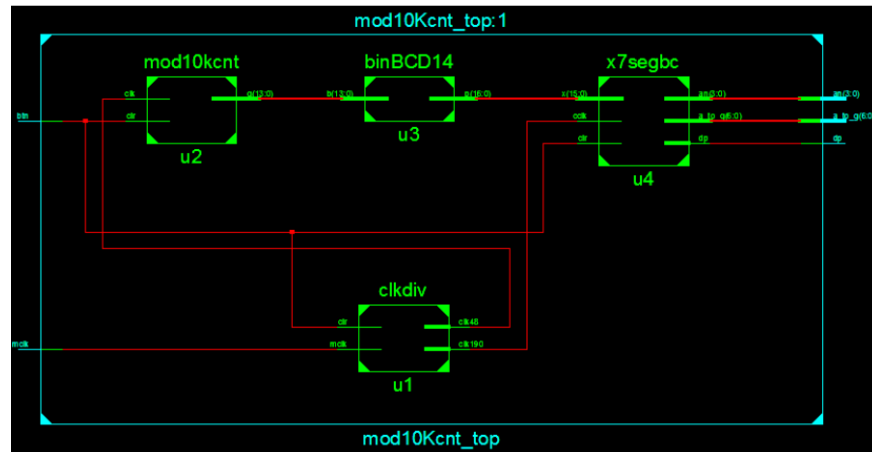 mod10Kcnt_top:1
mod10kcnt
binBCD14
x7segbc
clk
q(13:0)
b(13:0)
p(16:0)
x(15:0)
an(3:0)
an(3:0)
btn
clr
cclk
a_to_g(6:0)
a_to_g(6:0)
clr
dp
dp
u2
u3
u4
clkdiv
clr
clk48
mclk
mclk
clk190
u1
mod10Kcnt_top